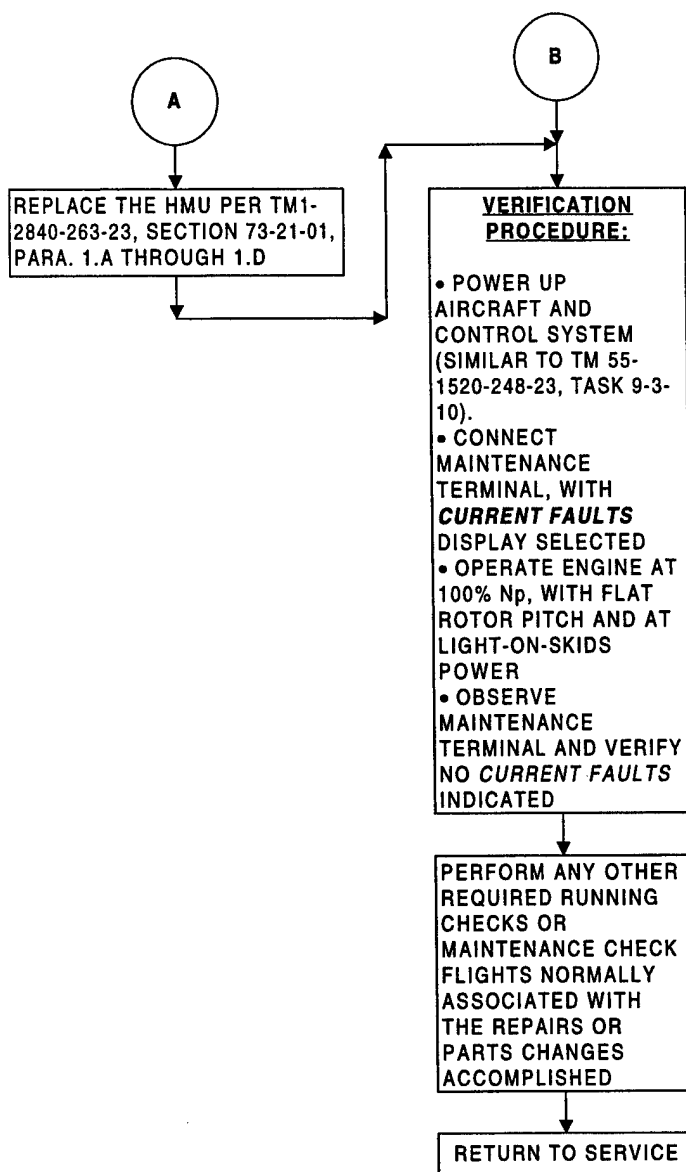 A
B
REPLACE THE HMU PER TM1-
2840-263-23, SECTION 73-21-01,
PARA. 1.A THROUGH 1.D
VERIFICATION
PROCEDURE:
• POWER UP
AIRCRAFT AND
CONTROL SYSTEM
(SIMILAR TO TM 55-
1520-248-23, TASK 9-3-
10).
• CONNECT
MAINTENANCE
TERMINAL, WITH
CURRENT FAULTS
DISPLAY SELECTED
• OPERATE ENGINE AT
100% Np, WITH FLAT
ROTOR PITCH AND AT
LIGHT-ON-SKIDS
POWER
• OBSERVE
MAINTENANCE
TERMINAL AND VERIFY
NO CURRENT FAULTS
INDICATED
PERFORM ANY OTHER
REQUIRED RUNNING
CHECKS OR
MAINTENANCE CHECK
FLIGHTS NORMALLY
ASSOCIATED WITH
THE REPAIRS OR
PARTS CHANGES
ACCOMPLISHED
RETURN TO SERVICE